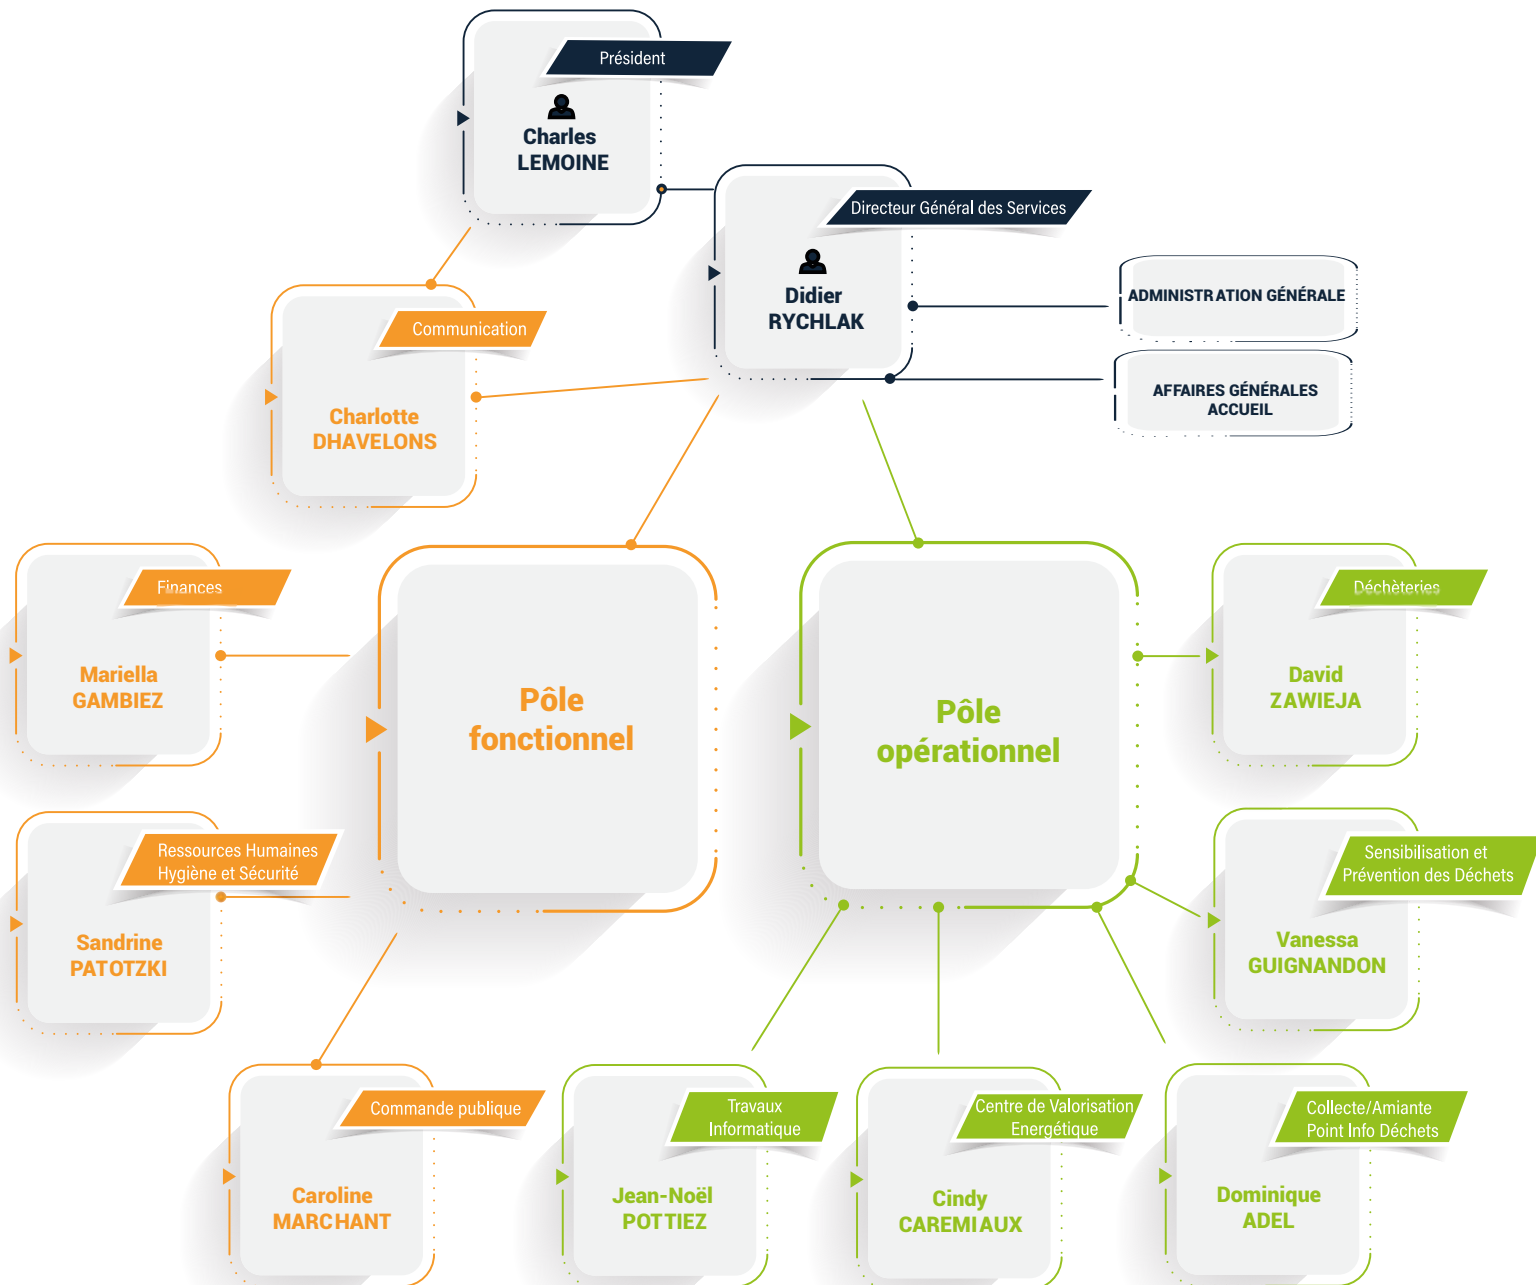 Président
Charles
LEMOINE
Directeur Général des Services
Didier
RYCHLAK
ADMINISTRATION GÉNÉRALE
AFFAIRES GÉNÉRALES
ACCUEIL
Communication
Charlotte
DHAVELONS
Finances
Mariella
GAMBIEZ
Pôle
fonctionnel
Pôle
opérationnel
Déchèteries
David
ZAWIEJA
Ressources Humaines
Hygiène et Sécurité
Sandrine
PATOTZKI
Sensibilisation et
Prévention des Déchets
Vanessa
GUIGNANDON
Commande publique
Caroline
MARCHANT
Travaux
Informatique
Jean-Noël
POTTIEZ
Centre de Valorisation
Energétique
Cindy
CAREMIAUX
Collecte/Amiante
Point Info Déchets
Dominique
ADEL